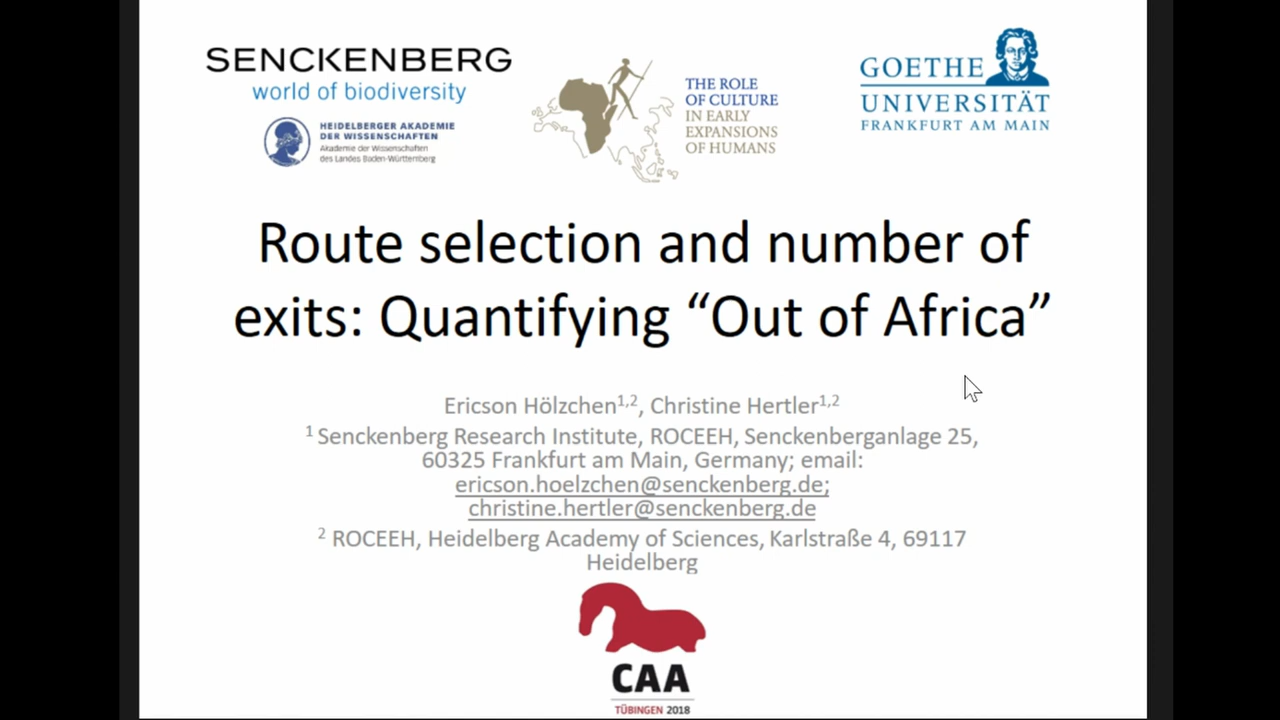 SENCKENBERG
world of biodiversity
HEIDELBERGER AKADEMIE
DER WISSENSCHAFTEN
Akademie der Wissenschaften
des Landes Baden-Württemberg
THE ROLE
OF CULTURE
IN EARLY
EXPANSIONS
OF HUMANS
GOETHE
UNIVERSITÄT
FRANKFURT AM MAIN
Route selection and number of
exits: Quantifying “Out of Africa”
Ericson Hölzchen1,2, Christine Hertler1,2
1 Senckenberg Research Institute, ROCEEH, Senckenberganlage 25,
60325 Frankfurt am Main, Germany; email:
ericson.hoelzchen@senckenberg.de;
christine.hertler@senckenberg.de
2 ROCEEH, Heidelberg Academy of Sciences, Karlstraße 4, 69117
Heidelberg
CAA
TÜBINGEN 2018